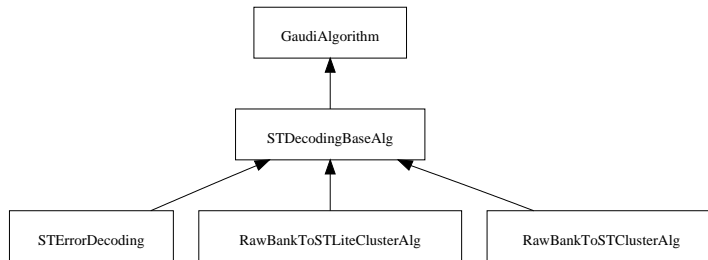 GaudiAlgorithm
STDecodingBaseAlg
STErrorDecoding
RawBankToSTLiteClusterAlg
RawBankToSTClusterAlg